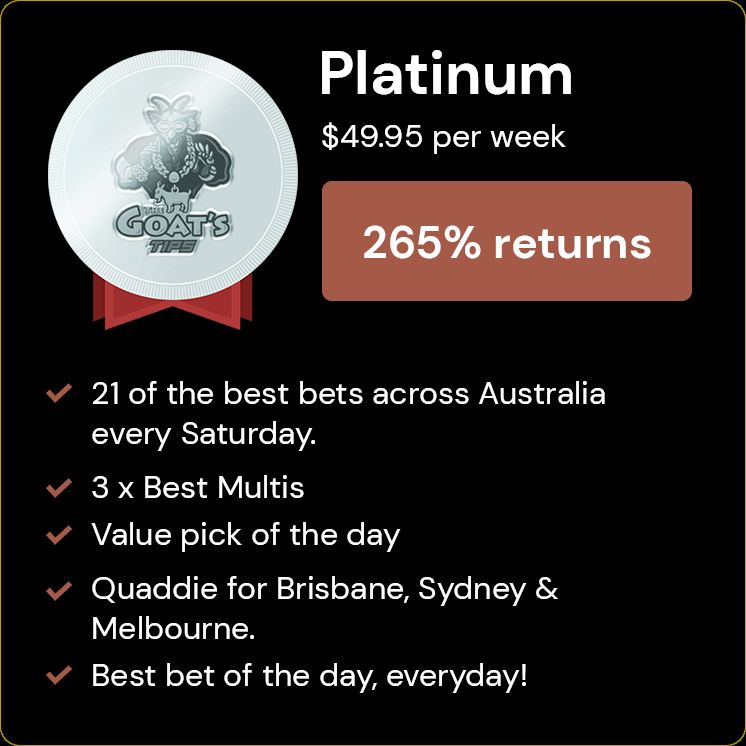 Platinum
$49.95 per week
265% returns
THE
GOAT'S
TIPS
21 of the best bets across Australia
every Saturday.
3 x Best Multis
Value pick of the day
Quaddie for Brisbane, Sydney &
Melbourne.
Best bet of the day, everyday!